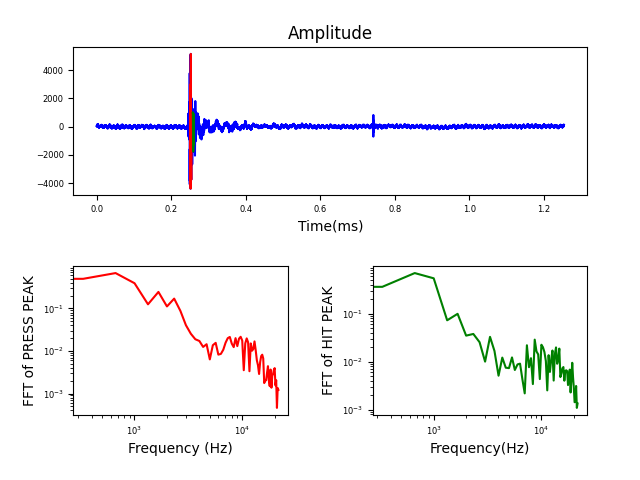 Amplitude
4000
2000
0
−2000
−4000
0.0 0.2 0.4 0.6 0.8 1.0 1.2
Time(ms)
FFT of PRESS PEAK
10⁻¹
10⁻²
10⁻³
10³ 10⁴
Frequency (Hz)
FFT of HIT PEAK
10⁻¹
10⁻²
10⁻³
10³ 10⁴
Frequency(Hz)